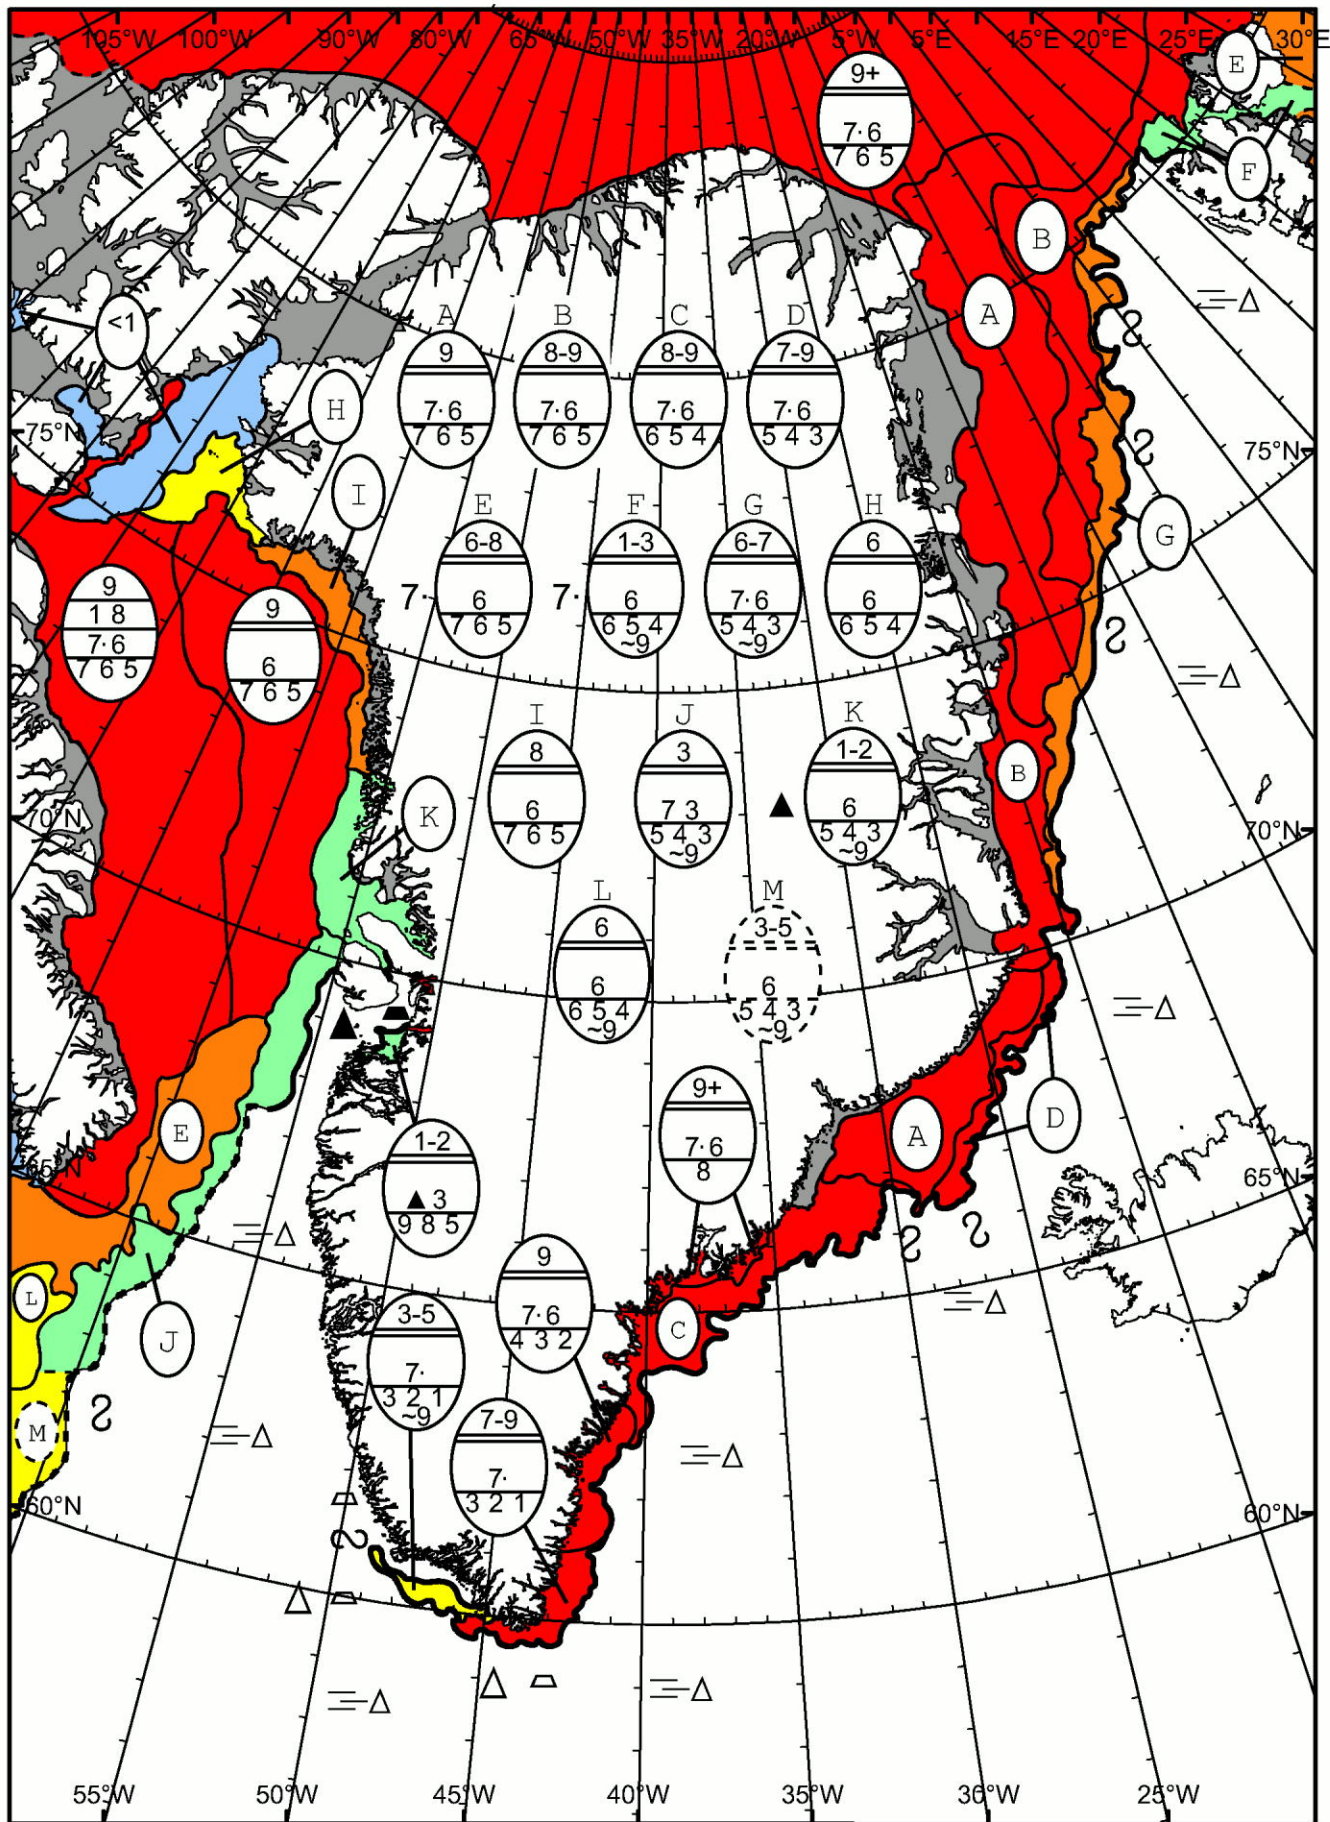 105°W 100°W 90°W 80°W 65°W 50°W 35°W 20°W 5°W 5°E 15°E 20°E 25°E 30°E
E
9+
7· 6
7 6 5
F
B
A
<1
A B C D
9 8-9 8-9 7-9
7· 6 7· 6 7· 6 7· 6
7 6 5 7 6 5 6 5 4 5 4 3
H
75°N 75°N
I
G
E F G H
6-8 1-3 6-7 6
7· 6 7· 6 7· 6 6
7 6 5 6 5 4 5 4 3 6 5 4
~9 ~9
9
1 8
7· 6
7 6 5
9
6
7 6 5
I J K
8 3 1-2
6 7 3 6
7 6 5 5 4 3 5 4 3
~9 ~9
B
K
70°N 70°N
L M
6 3-5
6 6
6 5 4 5 4 3
~9 ~9
9+
7· 6
8
A
D
E
1-2
3
9 8 5
65°N 65°N
9
7· 6
4 3 2
L
J
C
3-5
7·
3 2 1
~9
7-9
7·
3 2 1
M
60°N 60°N
55°W 50°W 45°W 40°W 35°W 30°W 25°W